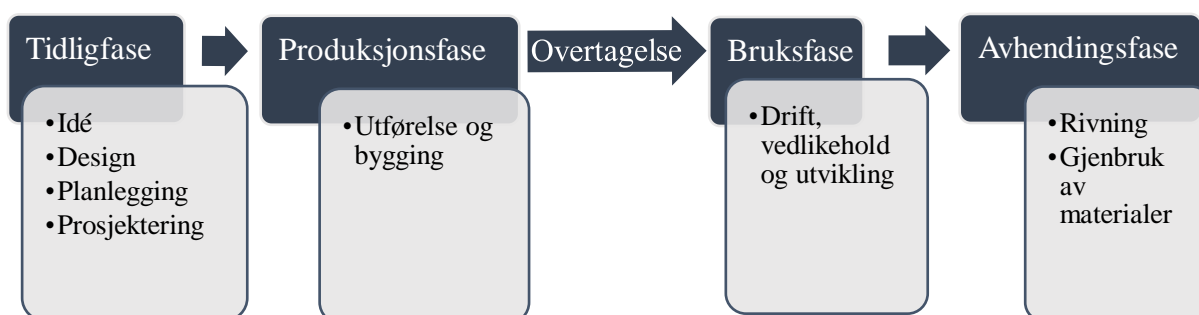 Tidligfase
•Idé
•Design
•Planlegging
•Prosjektering
Produksjonsfase
•Utførelse og
bygging
Overtagelse
Bruksfase
•Drift,
vedlikehold
og utvikling
Avhendingsfase
•Rivning
•Gjenbruk
av
materialer